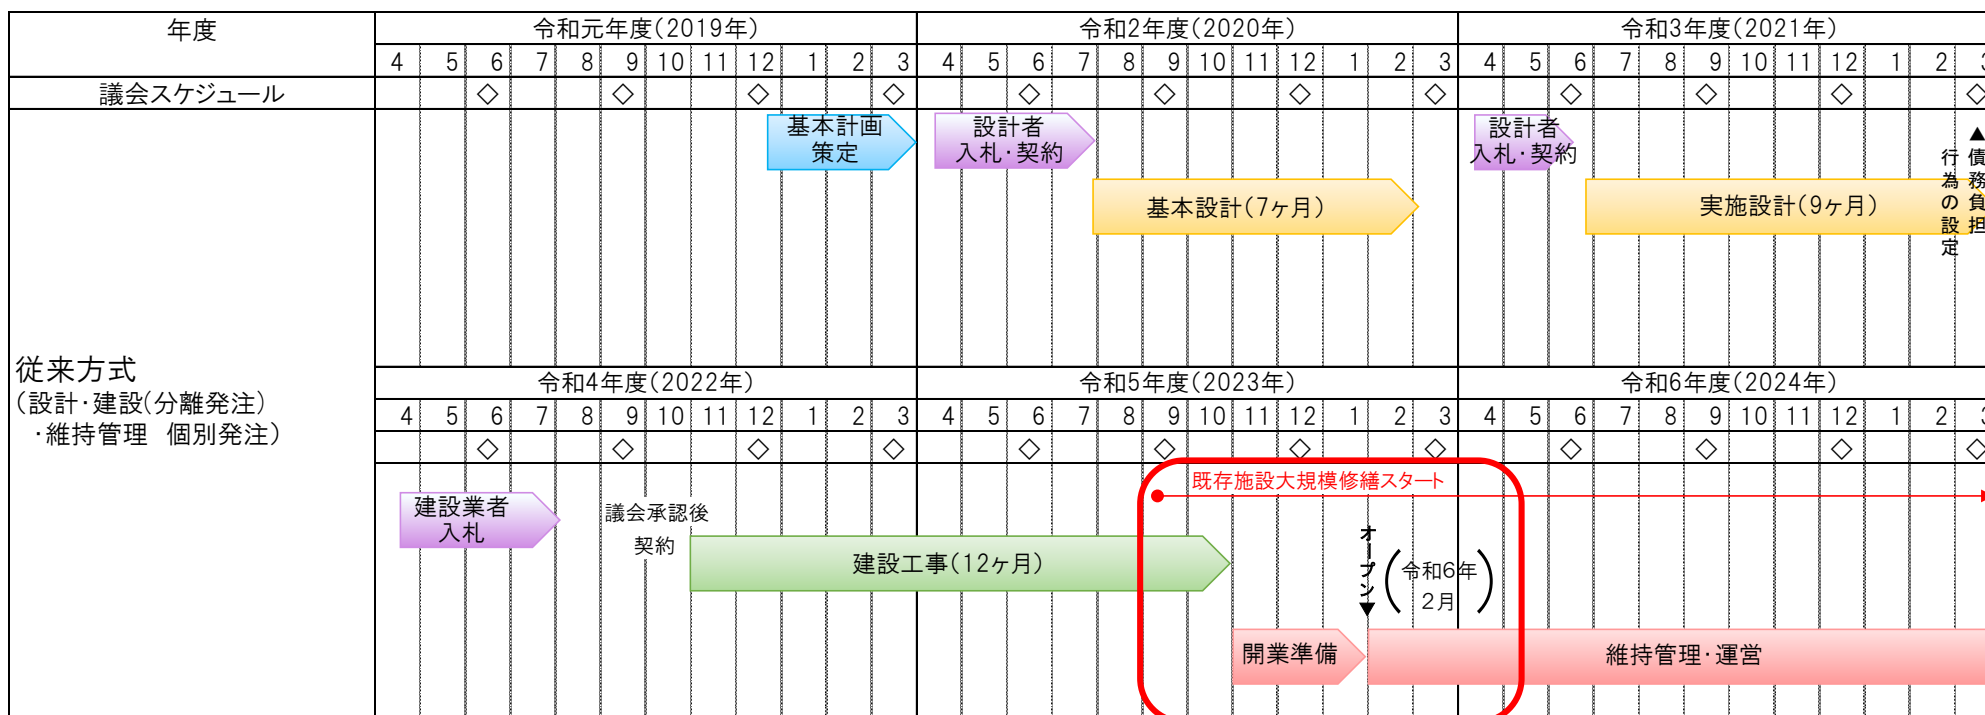 年度
令和元年度(2019年)
令和2年度(2020年)
令和3年度(2021年)
4 5 6 7 8 9 10 11 12 1 2 3 4 5 6 7 8 9 10 11 12 1 2 3 4 5 6 7 8 9 10 11 12 1 2 3
議会スケジュール
◇ ◇ ◇ ◇ ◇ ◇ ◇ ◇ ◇ ◇ ◇ ◇
基本計画
策定
設計者
入札・契約
設計者
入札・契約
▲債務負担
行為の設定
基本設計(7ヶ月)
実施設計(9ヶ月)
従来方式
(設計・建設(分離発注)
・維持管理 個別発注)
令和4年度(2022年)
令和5年度(2023年)
令和6年度(2024年)
4 5 6 7 8 9 10 11 12 1 2 3 4 5 6 7 8 9 10 11 12 1 2 3 4 5 6 7 8 9 10 11 12 1 2 3
◇ ◇ ◇ ◇ ◇ ◇ ◇ ◇ ◇ ◇ ◇ ◇
既存施設大規模修繕スタート
建設業者
入札
議会承認後
契約
建設工事(12ヶ月)
オープン▼
(令和6年
2月)
開業準備
維持管理・運営